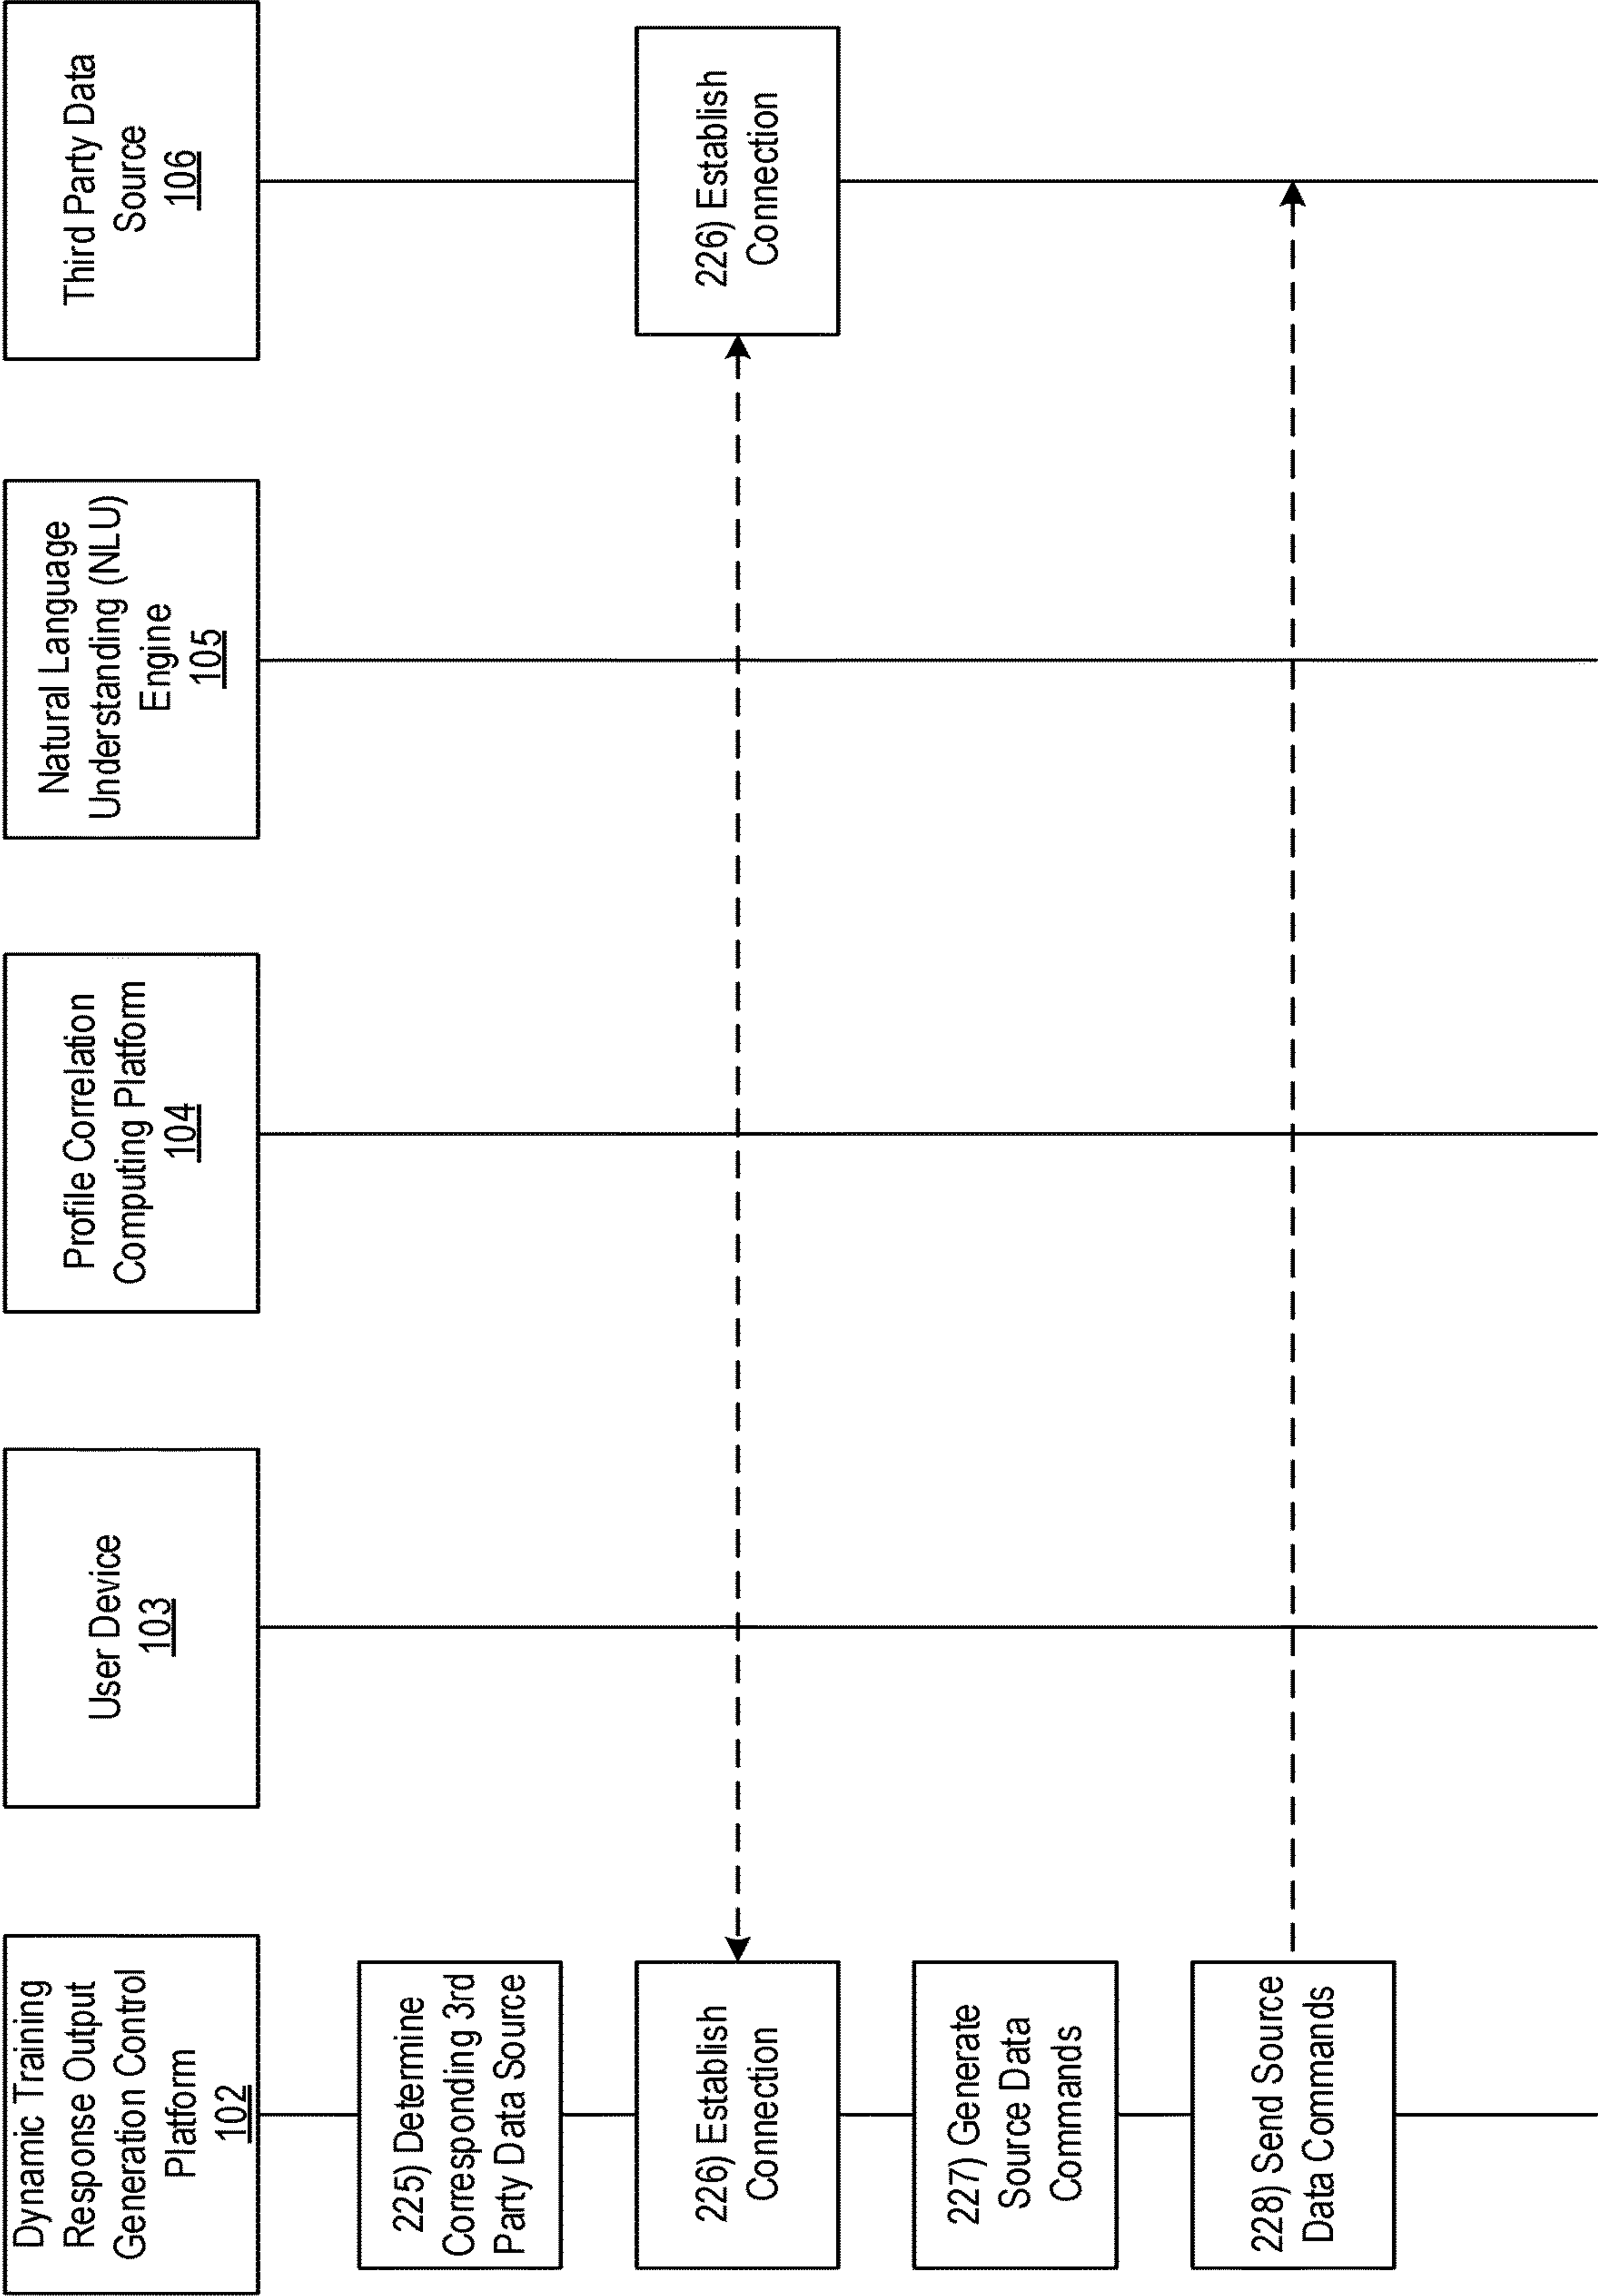 Dynamic Training
Response Output
Generation Control
Platform
102
User Device
103
Profile Correlation
Computing Platform
104
Natural Language
Understanding (NLU)
Engine
105
Third Party Data
Source
106
225) Determine
Corresponding 3rd
Party Data Source
226) Establish
Connection
226) Establish
Connection
227) Generate
Source Data
Commands
228) Send Source
Data Commands